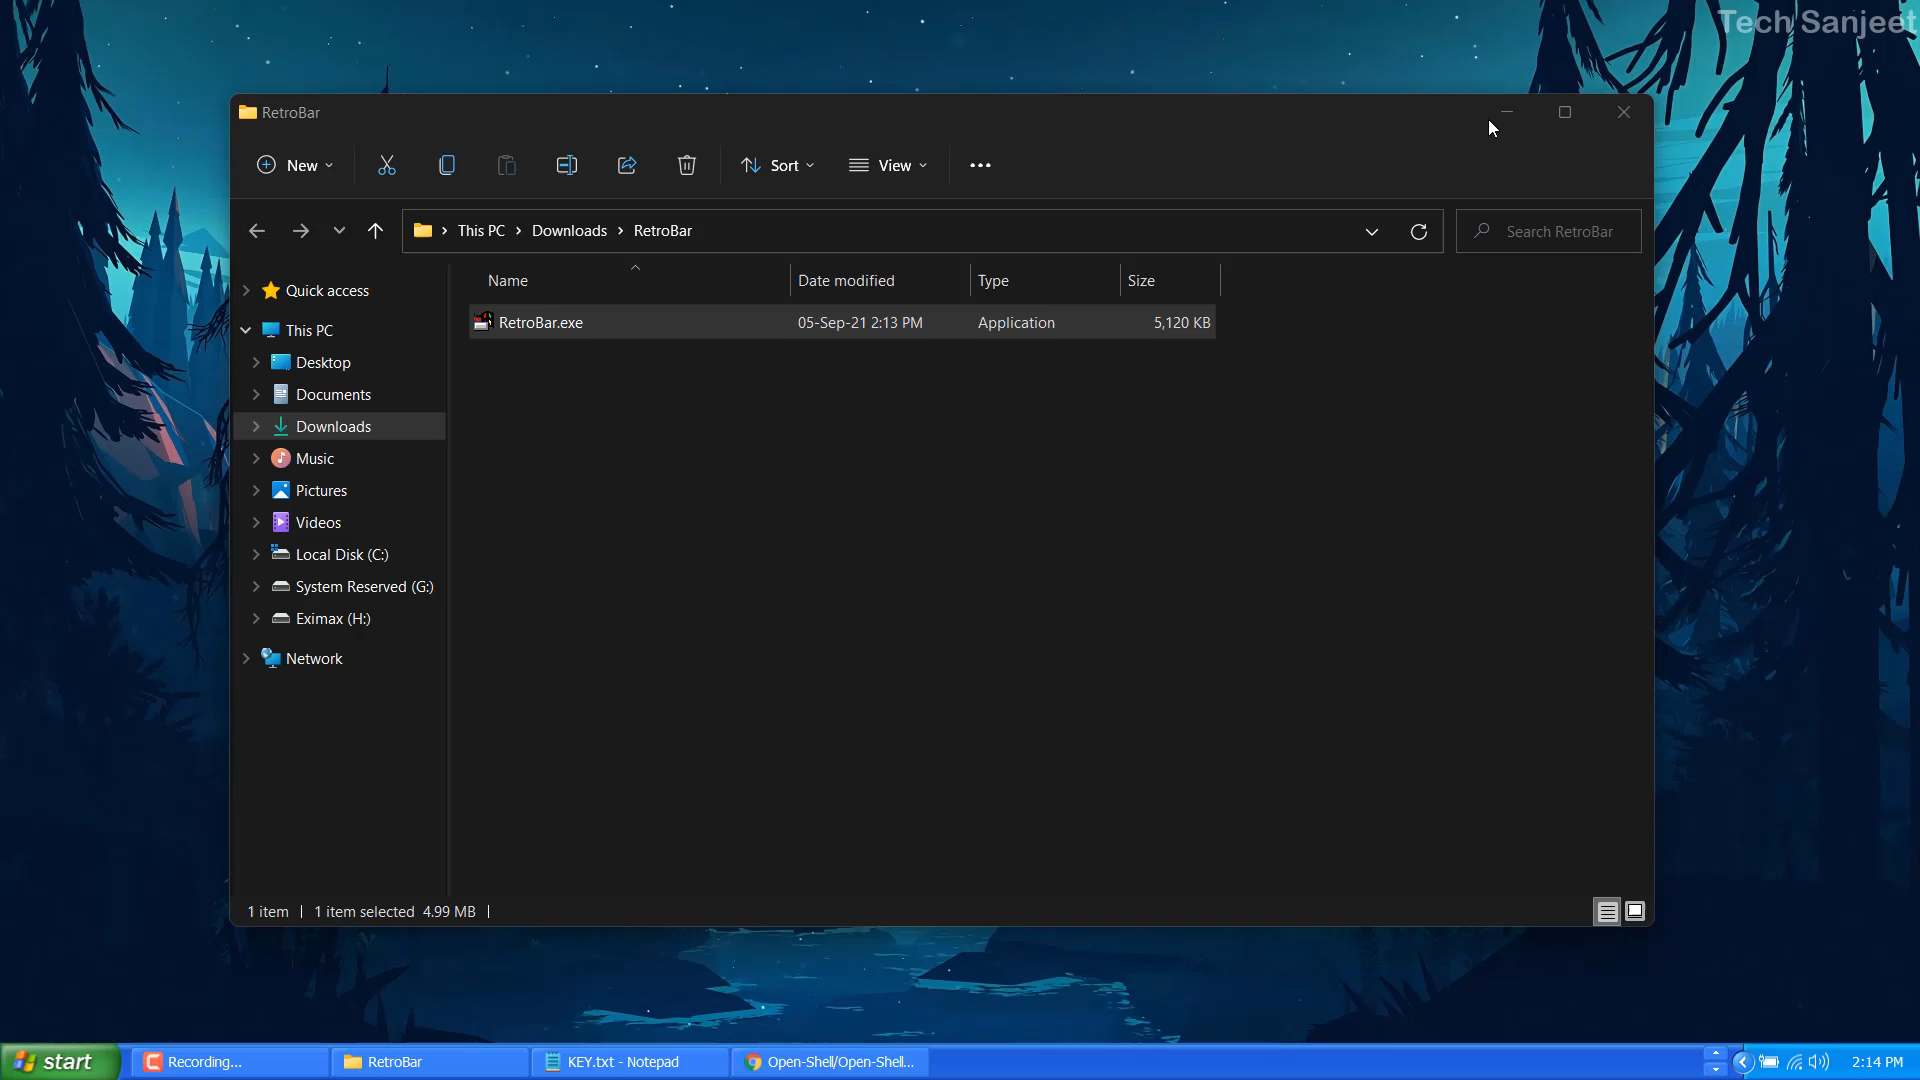 Tech Sanjeet
RetroBar
New
Sort
View
This PC
Downloads
RetroBar
Search RetroBar
Name
Date modified
Type
Size
RetroBar.exe
05-Sep-21 2:13 PM
Application
5,120 KB
Quick access
This PC
Desktop
Documents
Downloads
Music
Pictures
Videos
Local Disk (C:)
System Reserved (G:)
Eximax (H:)
Network
1 item
1 item selected 4.99 MB
start
Recording...
RetroBar
KEY.txt - Notepad
Open-Shell/Open-Shell...
2:14 PM